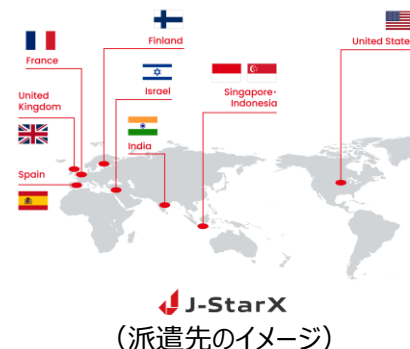 Finland
United State
France
Israel
Singapore・
Indonesia
United
Kingdom
India
Spain
J-StarX
（派遣先のイメージ）